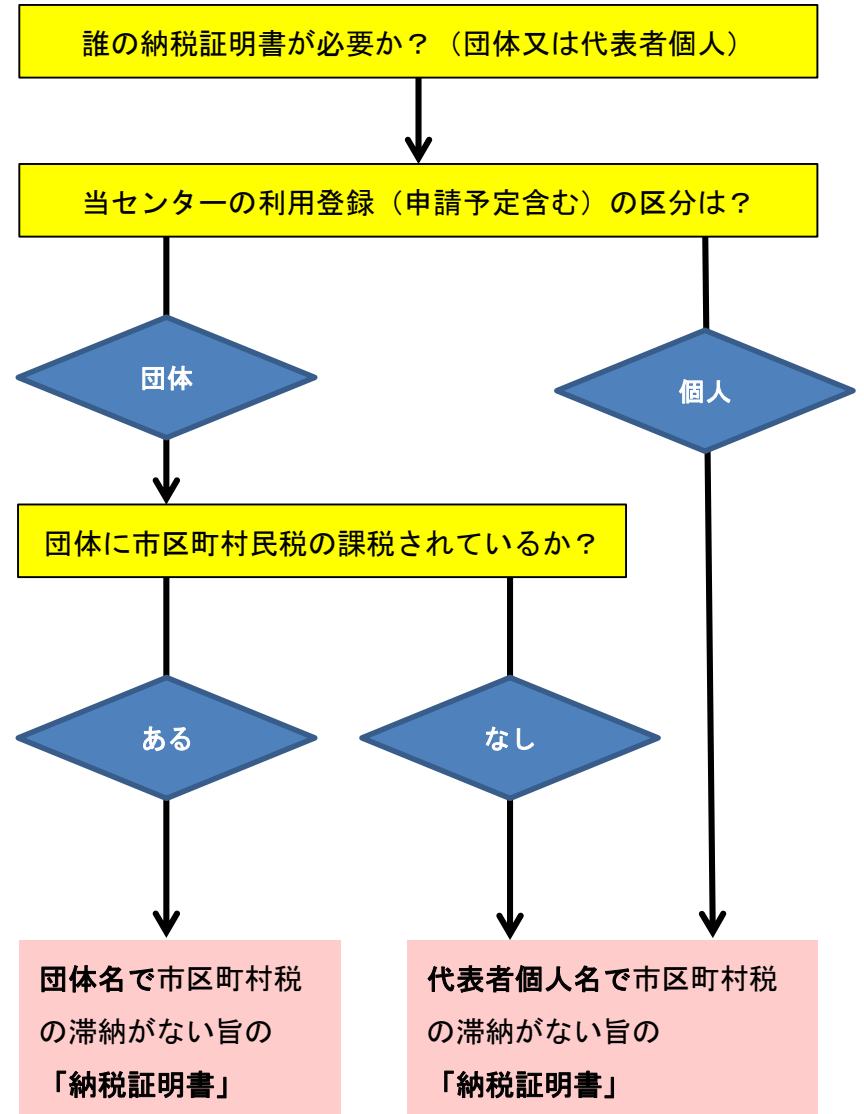 誰の納税証明書が必要か？（団体又は代表者個人）
当センターの利用登録（申請予定含む）の区分は？
団体
個人
団体に市区町村民税の課税されているか？
ある
なし
団体名で市区町村税
の滞納がない旨の
「納税証明書」
代表者個人名で市区町村税
の滞納がない旨の
「納税証明書」